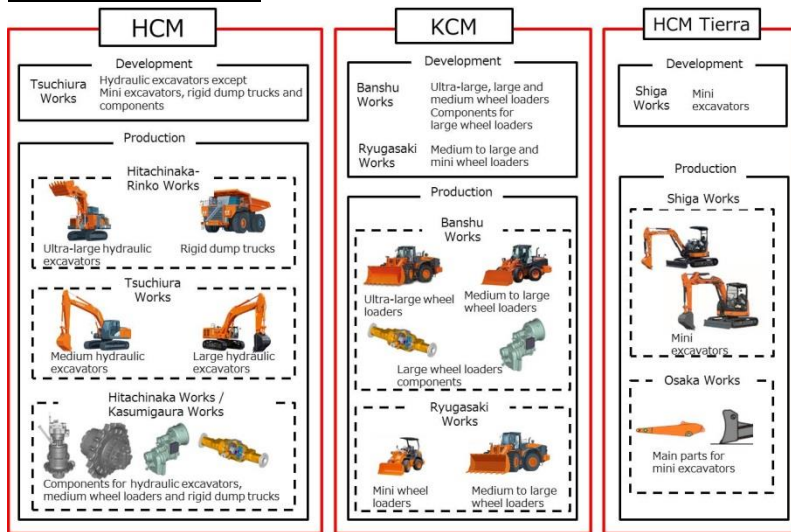 HCM
Development
Tsuchiura
Works
Hydraulic excavators except
Mini excavators, rigid dump trucks and
components
Production
Hitachinaka-
Rinko Works
Ultra-large hydraulic
excavators
Rigid dump trucks
Tsuchiura
Works
Medium hydraulic
excavators
Large hydraulic
excavators
Hitachinaka Works /
Kasumigaura Works
Components for hydraulic excavators,
medium wheel loaders and rigid dump trucks
KCM
Development
Banshu
Works
Ultra-large, large and
medium wheel loaders
Components for
large wheel loaders
Ryugasaki
Works
Medium to large and
mini wheel loaders
Production
Banshu
Works
Ultra-large wheel
loaders
Medium to large
wheel loaders
Large wheel loaders
components
Ryugasaki
Works
Mini wheel
loaders
Medium to large
wheel loaders
HCM Tierra
Development
Shiga
Works
Mini
excavators
Production
Shiga Works
Mini
excavators
Osaka Works
Main parts for
mini excavators